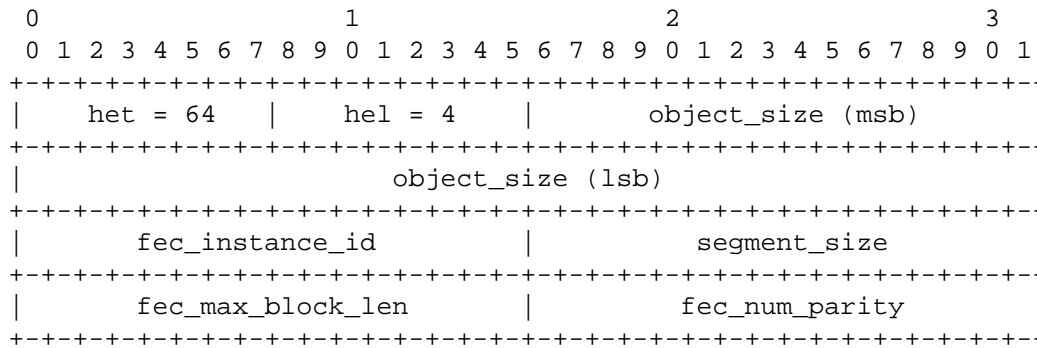 0                   1                   2                   3
 0 1 2 3 4 5 6 7 8 9 0 1 2 3 4 5 6 7 8 9 0 1 2 3 4 5 6 7 8 9 0 1
+-+-+-+-+-+-+-+-+-+-+-+-+-+-+-+-+-+-+-+-+-+-+-+-+-+-+-+-+-+-+-+-
|    het = 64   |    hel = 4    |       object_size (msb)
+-+-+-+-+-+-+-+-+-+-+-+-+-+-+-+-+-+-+-+-+-+-+-+-+-+-+-+-+-+-+-+-
|                       object_size (lsb)
+-+-+-+-+-+-+-+-+-+-+-+-+-+-+-+-+-+-+-+-+-+-+-+-+-+-+-+-+-+-+-+-
|       fec_instance_id         |          segment_size
+-+-+-+-+-+-+-+-+-+-+-+-+-+-+-+-+-+-+-+-+-+-+-+-+-+-+-+-+-+-+-+-
|       fec_max_block_len       |         fec_num_parity
+-+-+-+-+-+-+-+-+-+-+-+-+-+-+-+-+-+-+-+-+-+-+-+-+-+-+-+-+-+-+-+-